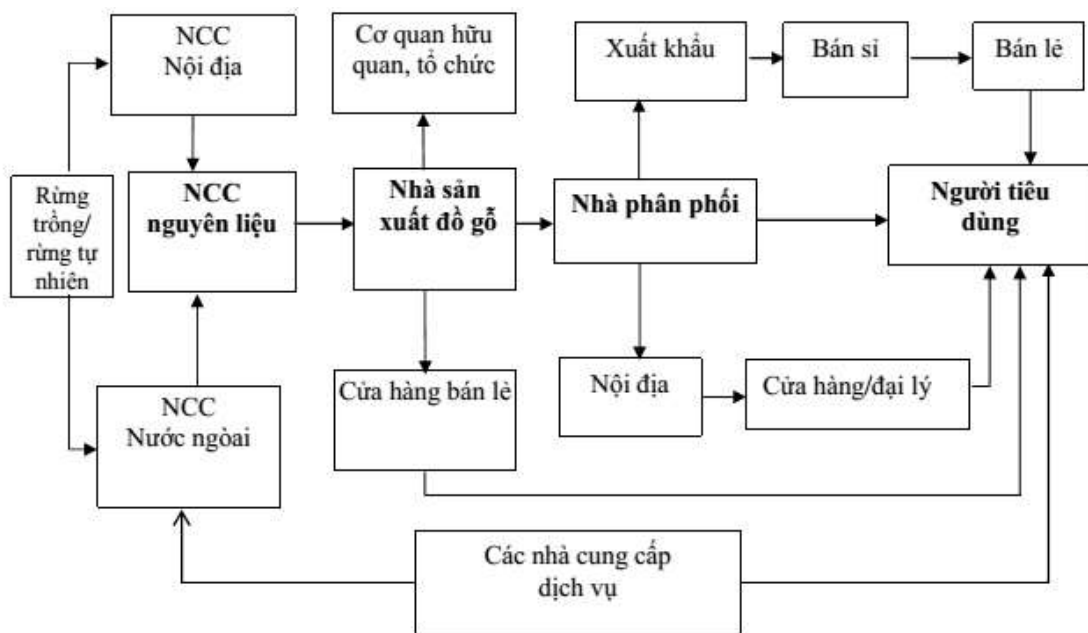 NCC
Nội địa
Cơ quan hữu
quan, tổ chức
Xuất khẩu
Bán sỉ
Bán lẻ
Rừng
trồng/
rừng tự
nhiên
NCC
nguyên liệu
Nhà sản
xuất đồ gỗ
Nhà phân phối
Người tiêu
dùng
NCC
Nước ngòai
Cửa hàng bán lẻ
Nội địa
Cửa hàng/đại lý
Các nhà cung cấp
dịch vụ